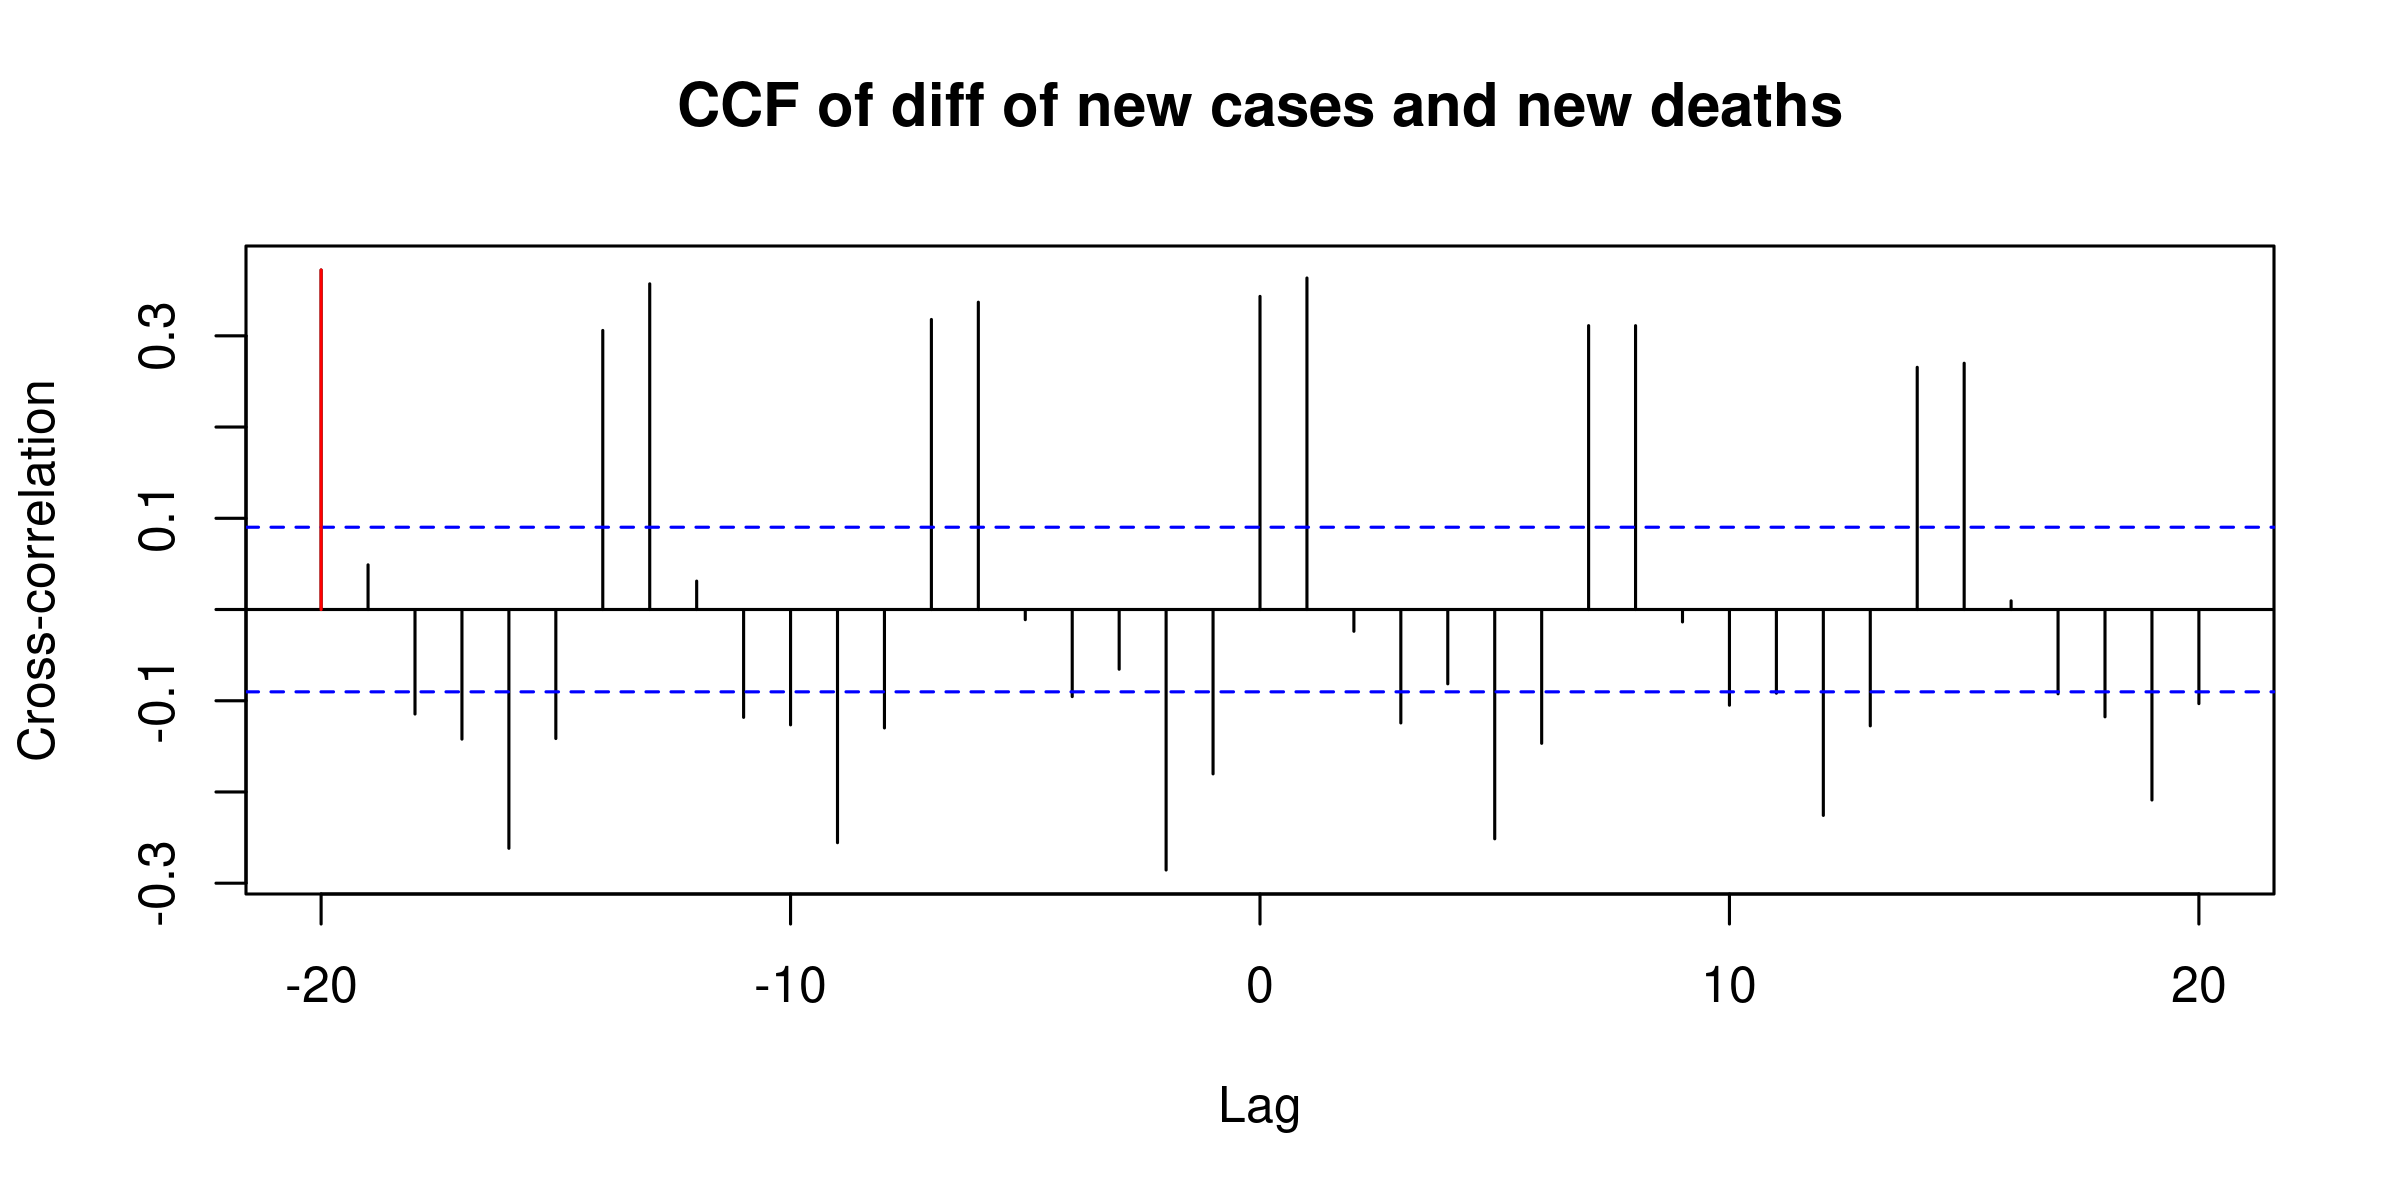 CCF of diff of new cases and new deaths
Cross-correlation
0.3
0.1
-0.1
-0.3
-20 -10 0 10 20
Lag